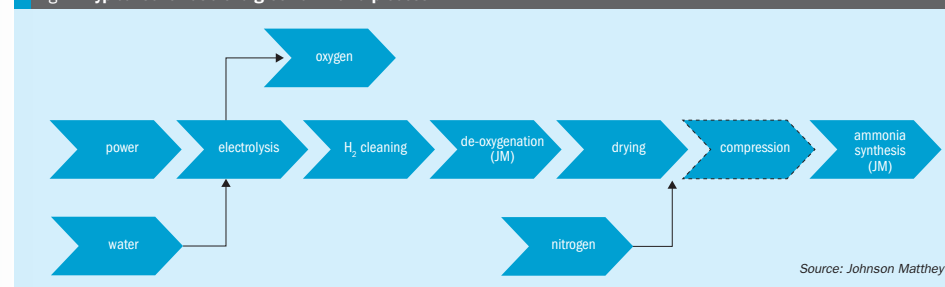 oxygen
power
electrolysis
H₂ cleaning
de-oxygenation
(JM)
drying
compression
ammonia
synthesis
(JM)
water
nitrogen
Source: Johnson Matthey